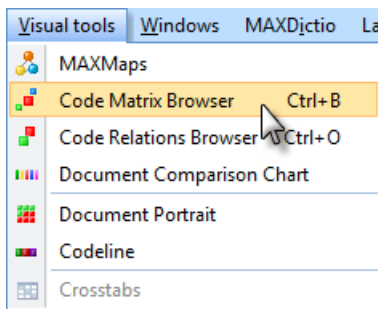 Visual tools Windows MAXDictio La
MAXMaps
Code Matrix Browser Ctrl+B
Code Relations Browser Ctrl+O
Document Comparison Chart
Document Portrait
Codeline
Crosstabs